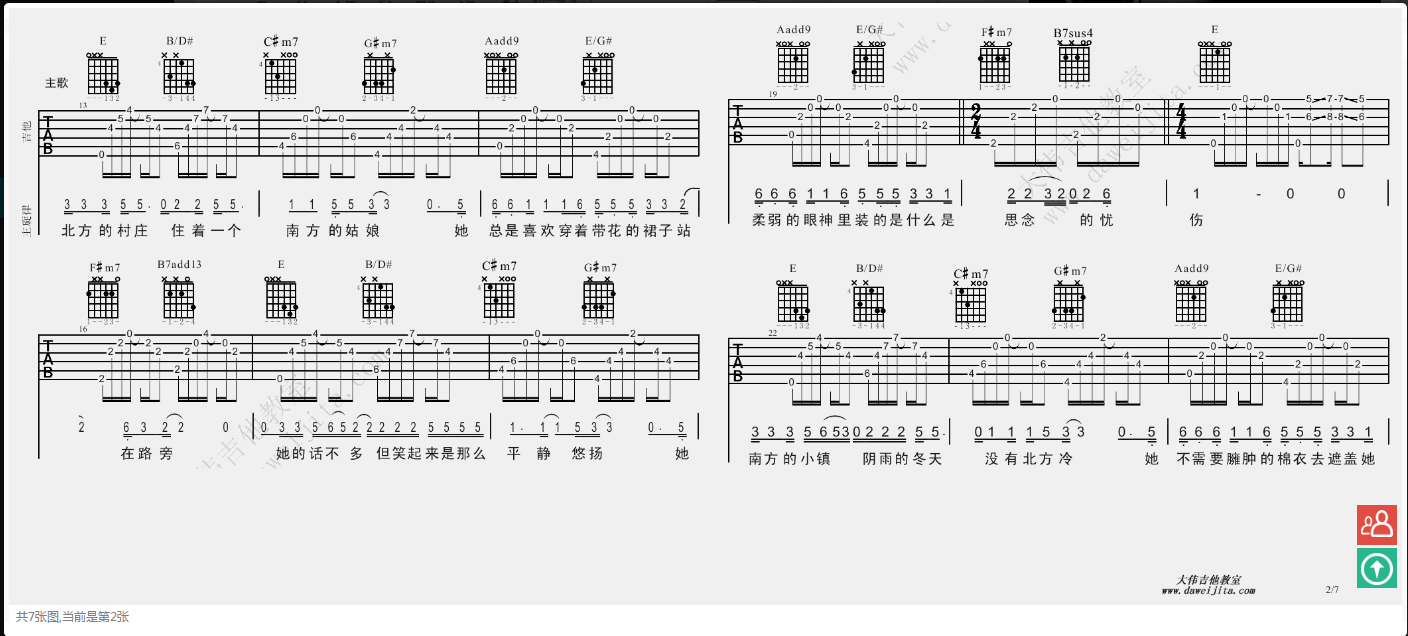 E B/D# C#m7 G#m7 Aadd9 E/G#
主歌
13
吉他
主旋律
3 3 3 5 5. 0 2 2 5 5. 1 1 5 5 3 3 0. 5 6 6 1 1 1 6 5 5 5 3 3 2
北方的村庄 住着一个 南方的姑娘 她 总是喜欢穿着带花的裙子站
F#m7 B7add13 E B/D# C#m7 G#m7
16
2 6 3 2 2 0 0 3 3 5 6 5 2 2 2 2 2 5 5 5 5 1. 1 1 5 3 3 0. 5
在路旁 她的话不多 但笑起来是那么 平静 悠扬 她
Aadd9 E/G# F#m7 B7sus4 E
19
2/4 4/4
6 6 6 1 1 6 5 5 5 3 3 1 2 2 3 2 0 2 6 1 - 0 0
柔弱的眼神里装的是什么是 思念 的忧 伤
E B/D# C#m7 G#m7 Aadd9 E/G#
22
3 3 3 5 6 5 3 0 2 2 2 5 5. 0 1 1 1 5 3 3 0. 5 6 6 6 1 1 6 5 5 5 3 3 1
南方的小镇 阴雨的冬天 没有北方冷 她 不需要臃肿的棉衣去遮盖她
大伟吉他教室
www.daweijita.com
2/7
共7张图,当前是第2张